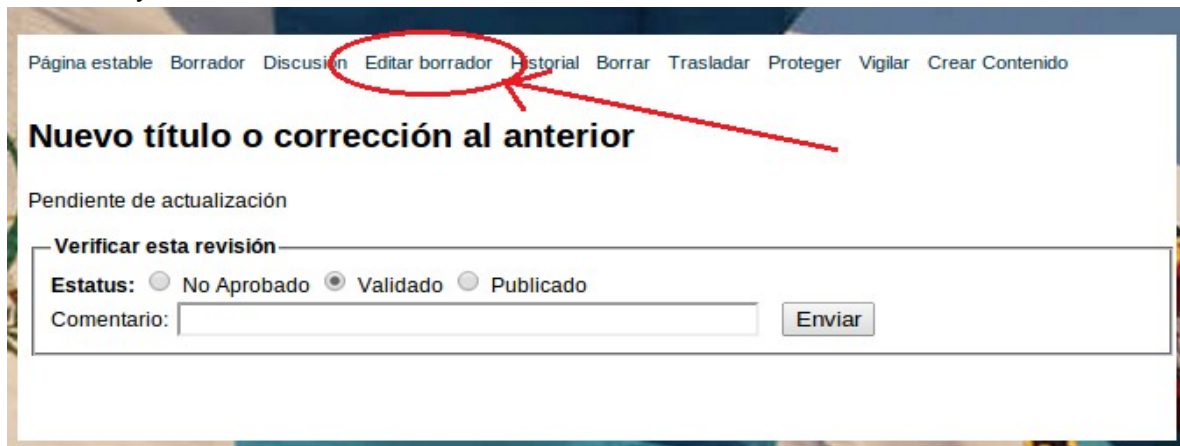 Página estable Borrador Discusión Editar borrador Historial Borrar Trasladar Proteger Vigilar Crear Contenido
Nuevo título o corrección al anterior
Pendiente de actualización
Verificar esta revisión
Estatus: No Aprobado Validado Publicado
Comentario: Enviar